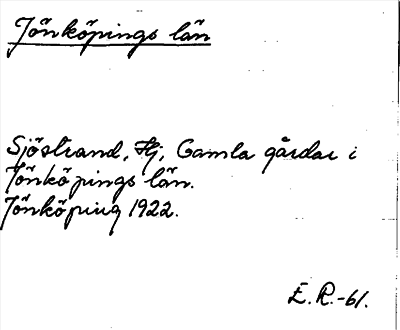 Jönköpings län
Sjöstrand, Hj, Gamla gårdar i
Jönköpings län.
Jönköping 1922.
E.R.-61.